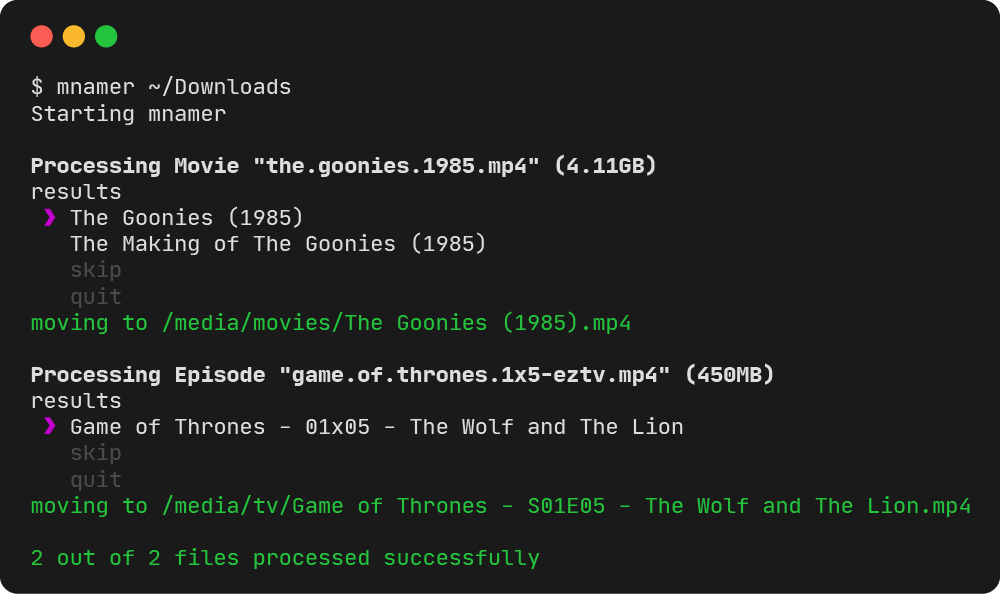 $ mnamer ~/Downloads
Starting mnamer
Processing Movie "the.goonies.1985.mp4" (4.11GB)
results
❯ The Goonies (1985)
The Making of The Goonies (1985)
skip
quit
moving to /media/movies/The Goonies (1985).mp4
Processing Episode "game.of.thrones.1x5-eztv.mp4" (450MB)
results
❯ Game of Thrones - 01x05 - The Wolf and The Lion
skip
quit
moving to /media/tv/Game of Thrones - S01E05 - The Wolf and The Lion.mp4
2 out of 2 files processed successfully